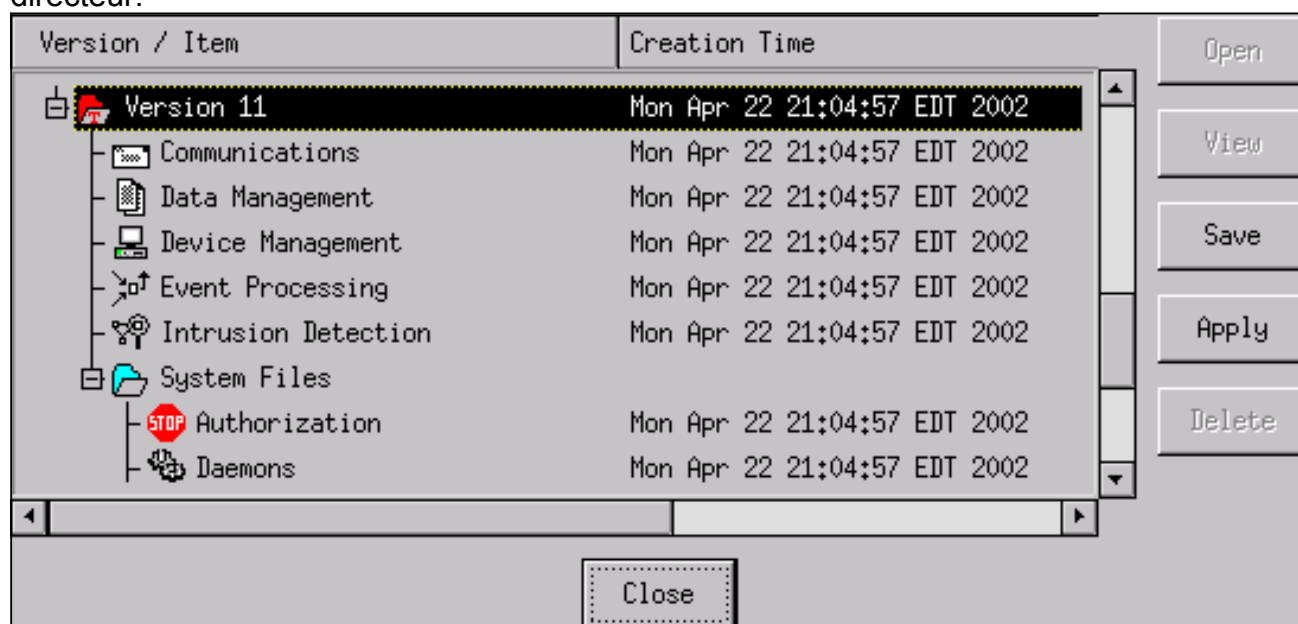 directeur.
Version / Item Creation Time Open
Version 11 Mon Apr 22 21:04:57 EDT 2002
Communications Mon Apr 22 21:04:57 EDT 2002 View
Data Management Mon Apr 22 21:04:57 EDT 2002
Device Management Mon Apr 22 21:04:57 EDT 2002 Save
Event Processing Mon Apr 22 21:04:57 EDT 2002
Intrusion Detection Mon Apr 22 21:04:57 EDT 2002 Apply
System Files
STOP Authorization Mon Apr 22 21:04:57 EDT 2002 Delete
Daemons Mon Apr 22 21:04:57 EDT 2002
Close